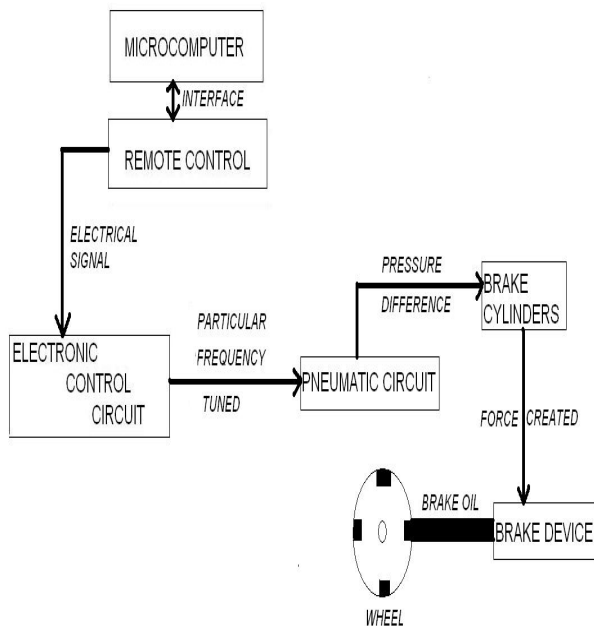 MICROCOMPUTER
INTERFACE
REMOTE CONTROL
ELECTRICAL
SIGNAL
PRESSURE
DIFFERENCE
BRAKE
CYLINDERS
PARTICULAR
FREQUENCY
TUNED
ELECTRONIC
CONTROL
CIRCUIT
PNEUMATIC CIRCUIT
FORCE CREATED
BRAKE OIL
BRAKE DEVICE
WHEEL